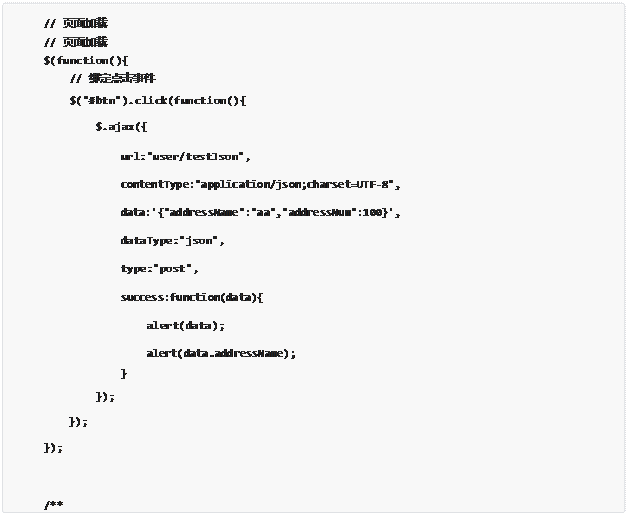 // 页面加载
// 页面加载
$(function(){
// 绑定点击事件
$("#btn").click(function(){
$.ajax({
url:"user/testJson",
contentType:"application/json;charset=UTF-8",
data:'{"addressName":"aa","addressNum":100}',
dataType:"json",
type:"post",
success:function(data){
alert(data);
alert(data.addressName);
}
});
});
});
/**